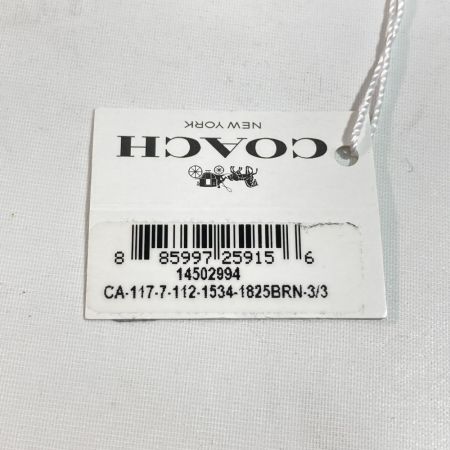 NEW YORK
COACH
8 85997 25915 6
14502994
CA-117-7-112-1534-1825BRN-3/3